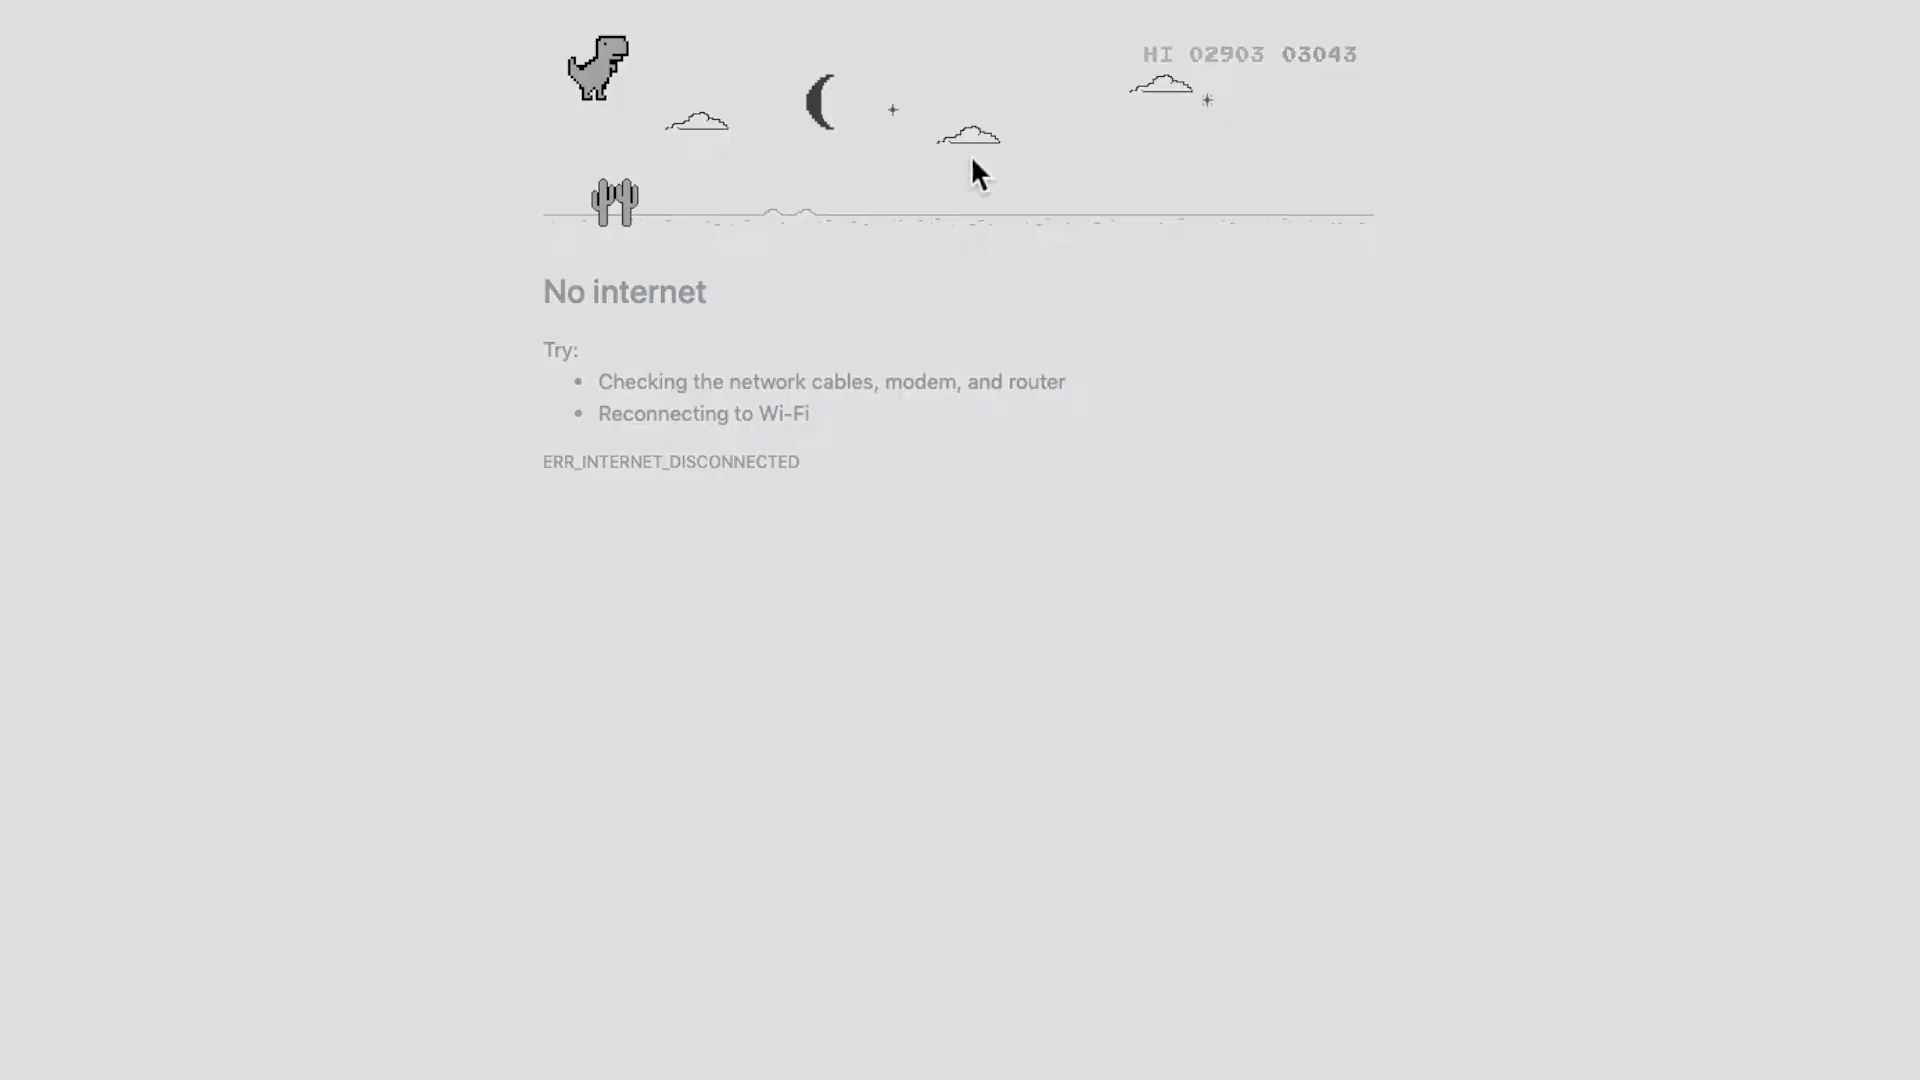 HI 02903 03043
No internet
Try:
• Checking the network cables, modem, and router
• Reconnecting to Wi-Fi
ERR_INTERNET_DISCONNECTED